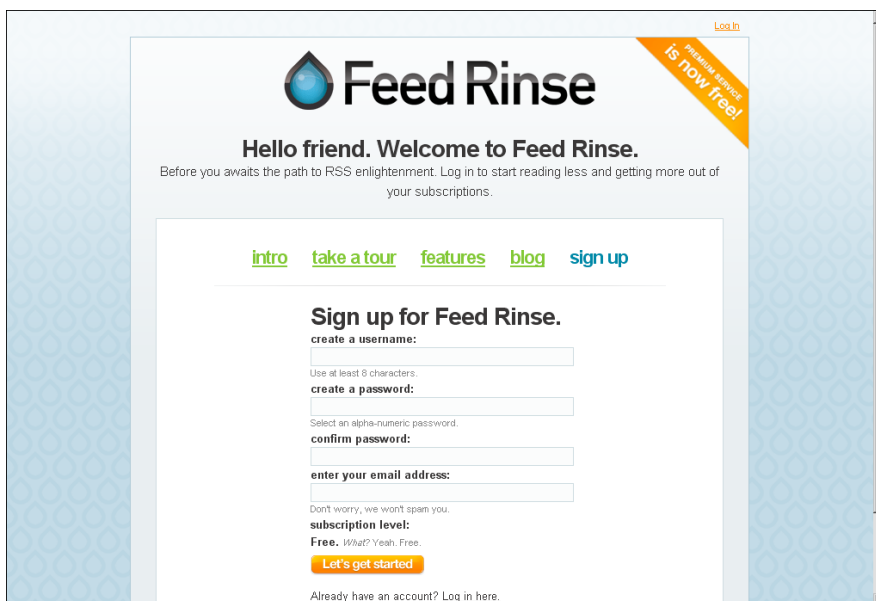 Log In
PREMIUM SERVICE
is now free!
Feed Rinse
Hello friend. Welcome to Feed Rinse.
Before you awaits the path to RSS enlightenment. Log in to start reading less and getting more out of
your subscriptions.
intro take a tour features blog sign up
Sign up for Feed Rinse.
create a username:
Use at least 8 characters.
create a password:
Select an alpha-numeric password.
confirm password:
enter your email address:
Don't worry, we won't spam you.
subscription level:
Free. What? Yeah. Free.
Let's get started
Already have an account? Log in here.